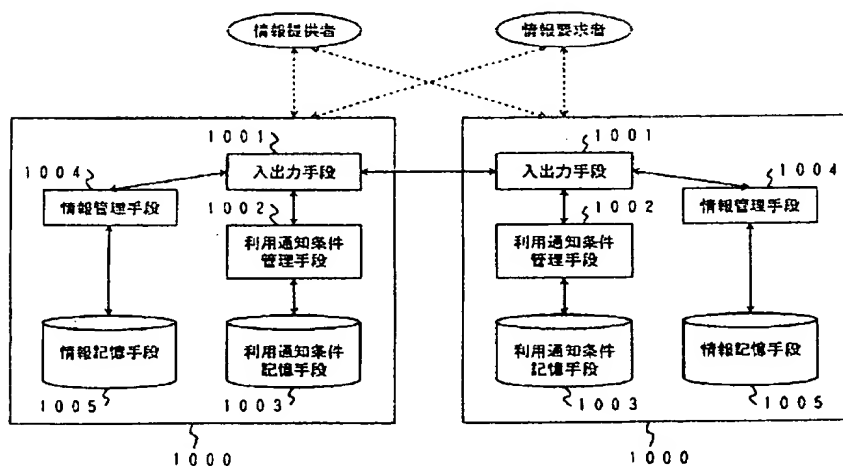 情報提供者
情報要求者
1001
1001
1004
入出力手段
入出力手段
1004
情報管理手段
1002
1002
情報管理手段
利用通知条件
管理手段
利用通知条件
管理手段
情報記憶手段
利用通知条件
記憶手段
利用通知条件
記憶手段
情報記憶手段
1005
1003
1003
1005
1000
1000